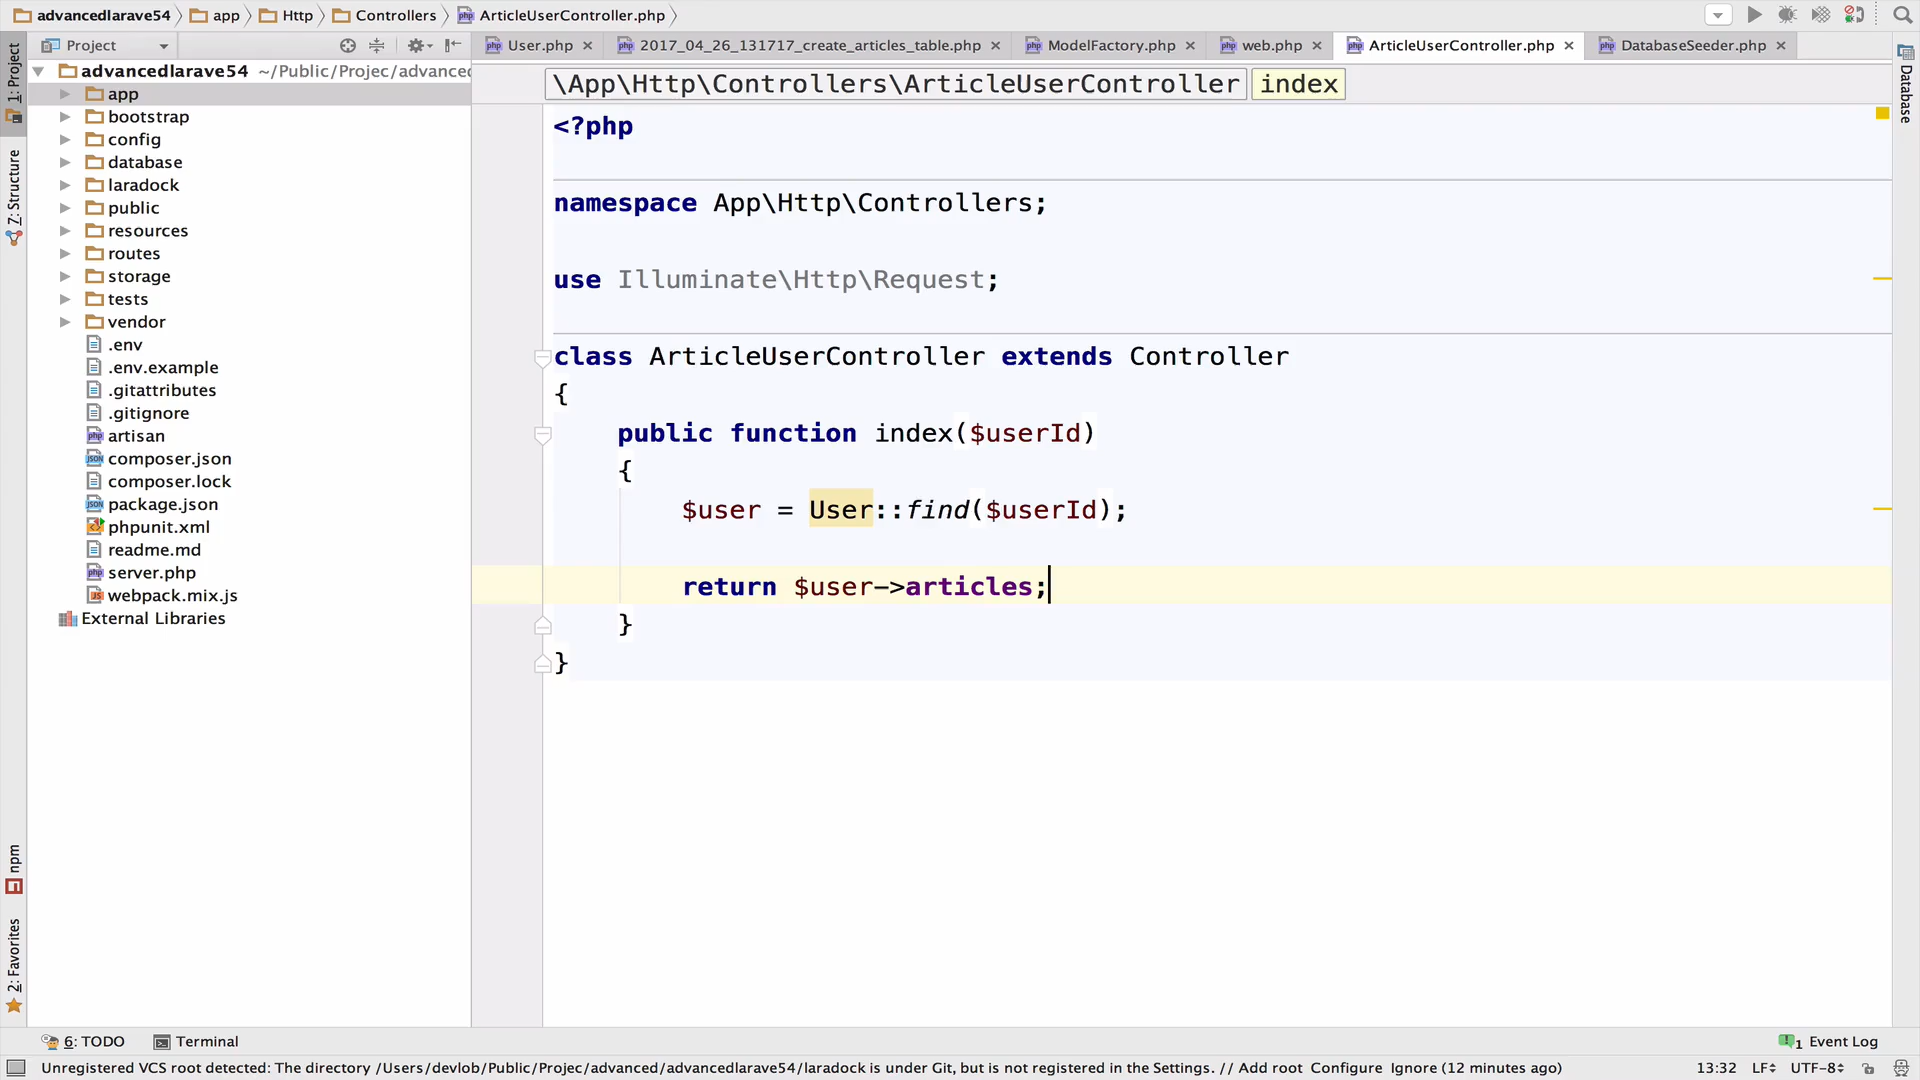 advancedlarave54 app Http Controllers ArticleUserController.php
Project
User.php 2017_04_26_131717_create_articles_table.php ModelFactory.php web.php ArticleUserController.php DatabaseSeeder.php
advancedlarave54 ~/Public/Projec/advanced
app
bootstrap
config
database
laradock
public
resources
routes
storage
tests
vendor
.env
.env.example
.gitattributes
.gitignore
artisan
composer.json
composer.lock
package.json
phpunit.xml
readme.md
server.php
webpack.mix.js
External Libraries
1: Project
7: Structure
npm
2: Favorites
\App\Http\Controllers\ArticleUserController index
<?php
namespace App\Http\Controllers;
use Illuminate\Http\Request;
class ArticleUserController extends Controller
{
public function index($userId)
{
$user = User::find($userId);
return $user->articles;
}
}
Database
6: TODO Terminal
1 Event Log
Unregistered VCS root detected: The directory /Users/devlob/Public/Projec/advanced/advancedlarave54/laradock is under Git, but is not registered in the Settings. // Add root Configure Ignore (12 minutes ago)
13:32 LF UTF-8